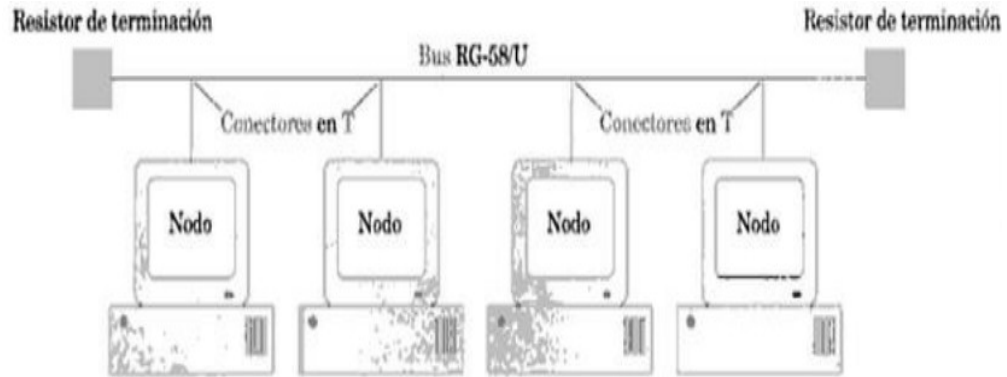 Resistor de terminación
Resistor de terminación
Bus RG-58/U
Conectores en T
Conectores en T
Nodo
Nodo
Nodo
Nodo